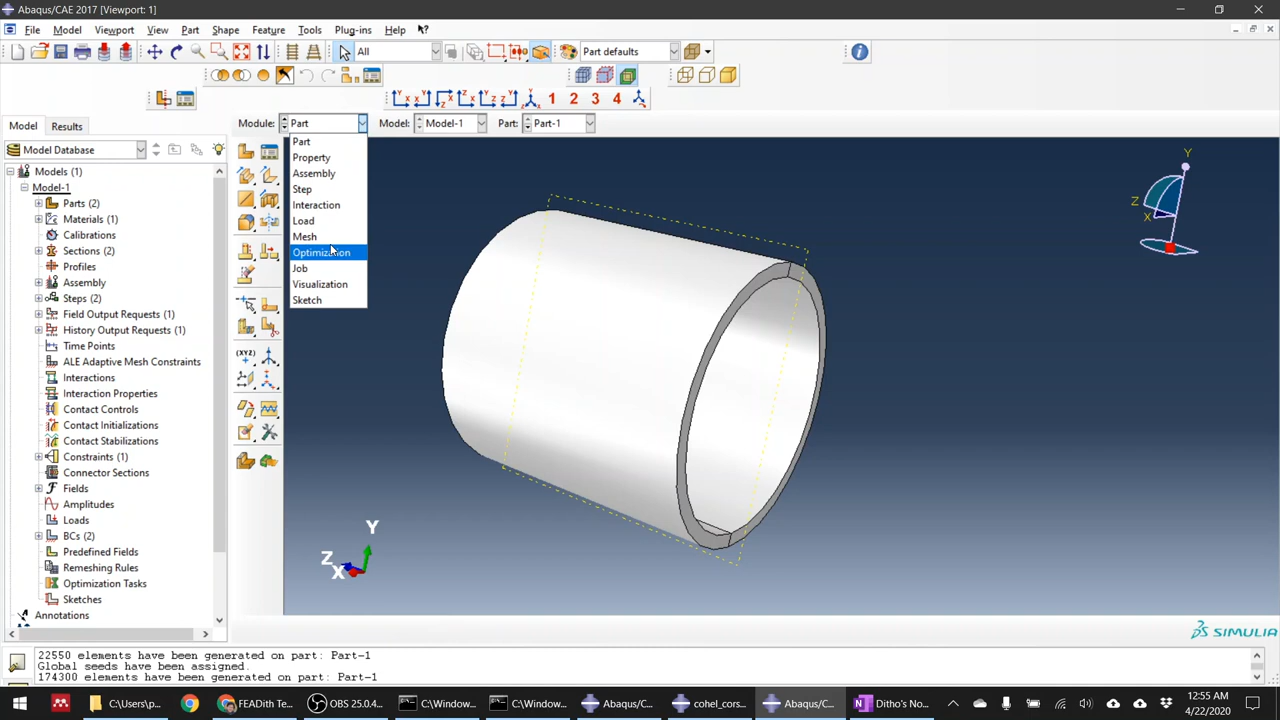 Abaqus/CAE 2017 [Viewport: 1]
File Model Viewport View Part Shape Feature Tools Plug-ins Help
All
Part defaults
1 2 3 4
Model Results
Module: Part Model: Model-1 Part: Part-1
Model Database
Models (1)
Model-1
Parts (2)
Materials (1)
Calibrations
Sections (2)
Profiles
Assembly
Steps (2)
Field Output Requests (1)
History Output Requests (1)
Time Points
ALE Adaptive Mesh Constraints
Interactions
Interaction Properties
Contact Controls
Contact Initializations
Contact Stabilizations
Constraints (1)
Connector Sections
Fields
Amplitudes
Loads
BCs (2)
Predefined Fields
Remeshing Rules
Optimization Tasks
Sketches
Annotations
Part
Property
Assembly
Step
Interaction
Load
Mesh
Optimization
Job
Visualization
Sketch
(XYZ)
Y
Z
X
Y
Z
X
SIMULIA
22550 elements have been generated on part: Part-1
Global seeds have been assigned.
174300 elements have been generated on part: Part-1
C:\Users\p...
FEADith Te...
OBS 25.0.4...
C:\Window...
C:\Window...
Abaqus/C...
cohel_cors...
Abaqus/C...
Ditho's No...
12:55 AM
4/22/2020